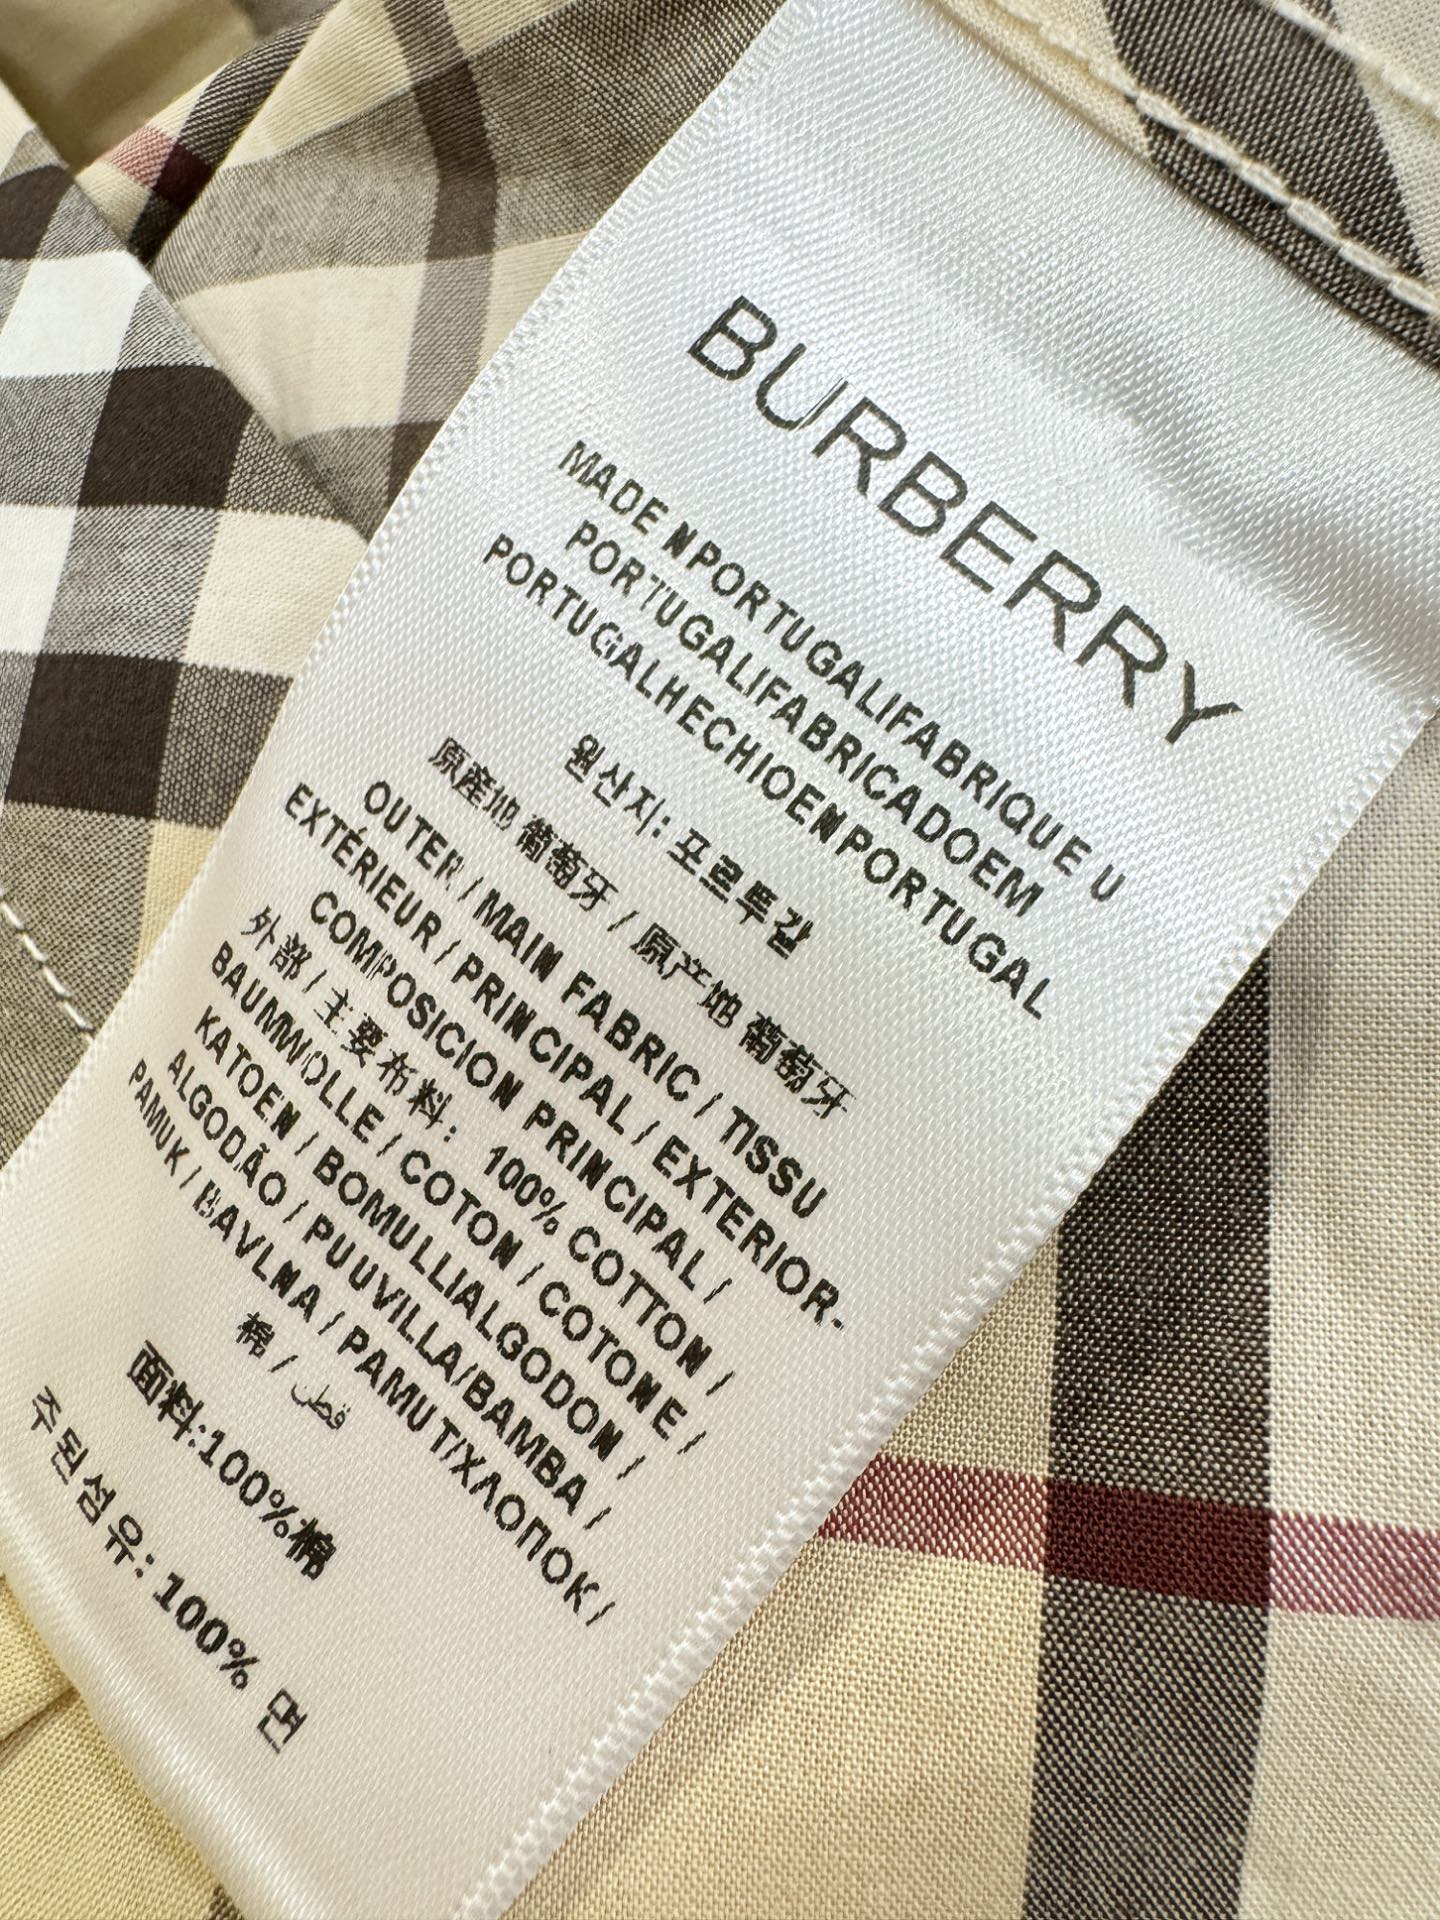 BURBERRY
MADE NPORTUGALIFABRIQUE U
PORTUGALIFABRICADOEM
PORTUGALHECHIOENPORTUGAL
원산지: 포르투갈
原産地 葡萄牙 / 原产地 葡萄牙
OUTER / MAIN FABRIC / TISSU
EXTÉRIEUR / PRINCIPAL / EXTERIOR-
COMPOSICION PRINCIPAL /
外部 / 主要布料: 100% COTTON /
BAUMWOLLE / COTON / COTONE /
KATOEN / BOMULLIALGODON /
ALGODÃO / PUUVILLA/BAMBA /
PAMUK / BAVLNA / PAMUT/ХЛОПОК /
棉 / قطن
面料:100%棉
주된섬유: 100% 면